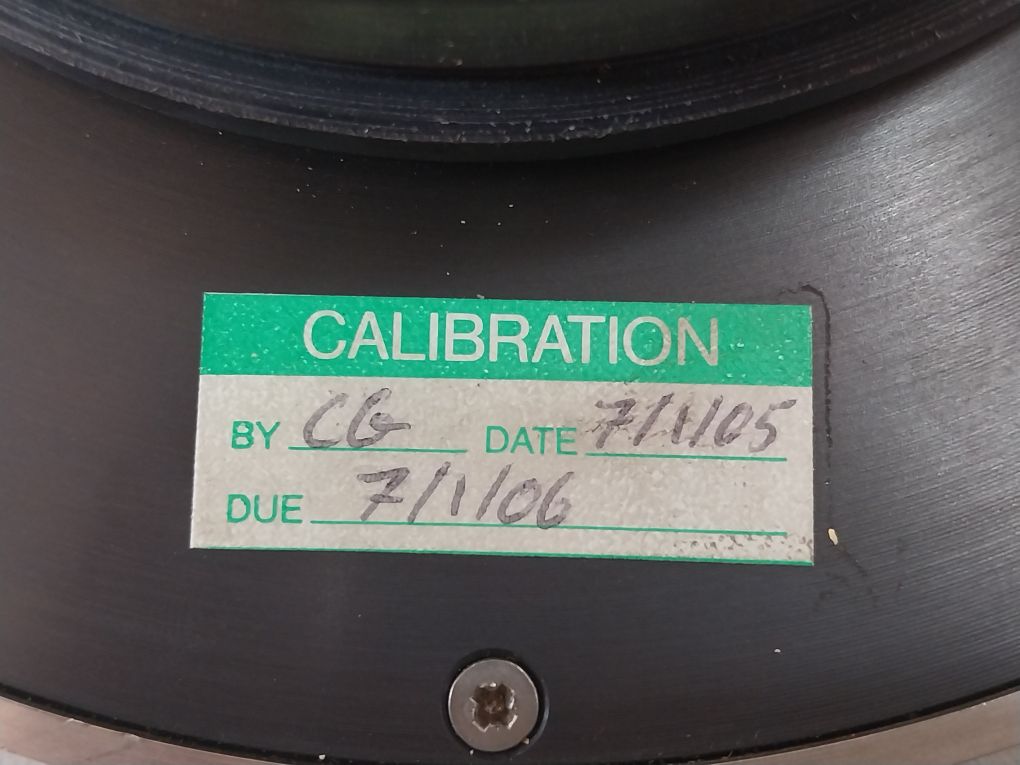 CALIBRATION
BY CG DATE 7/1/05
DUE 7/1/06